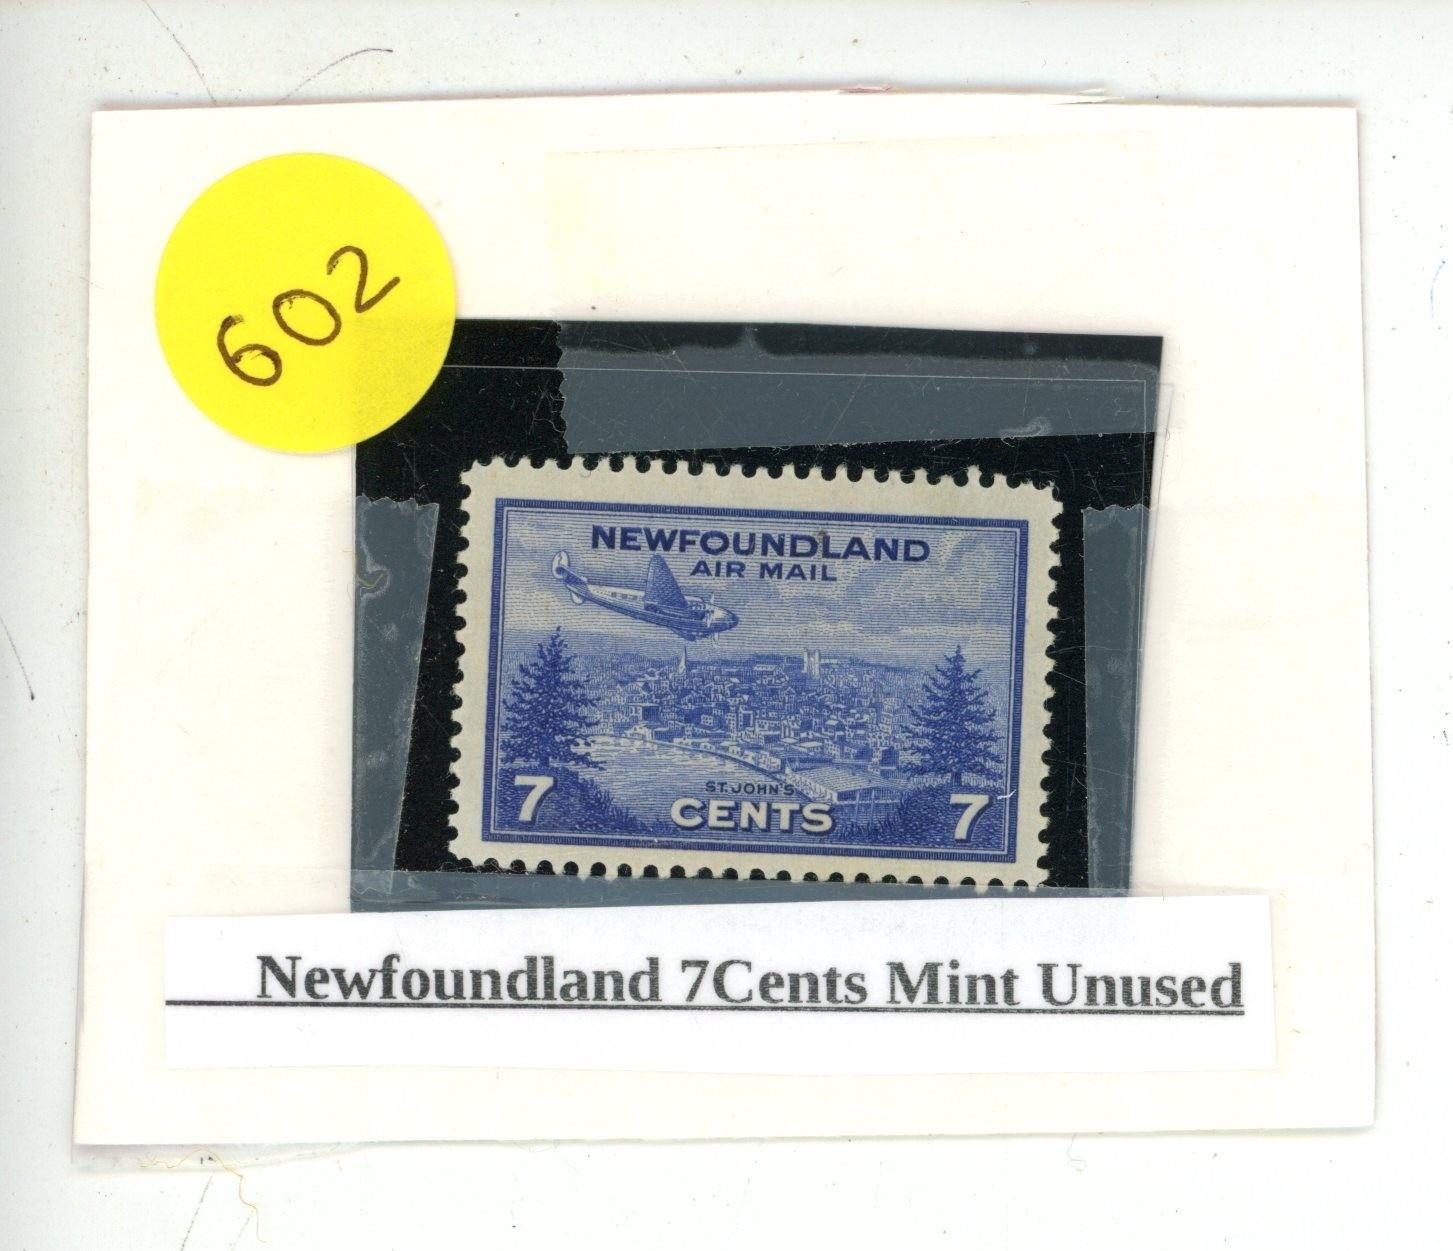 602
NEWFOUNDLAND
AIR MAIL
ST. JOHN'S
7 CENTS 7
Newfoundland 7Cents Mint Unused